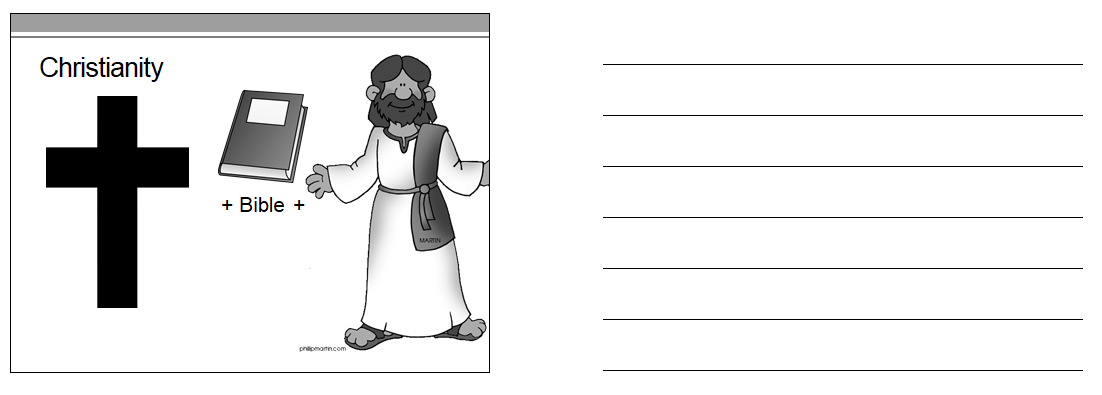 Christianity
+ Bible +
MARTIN
phillipmartin.com